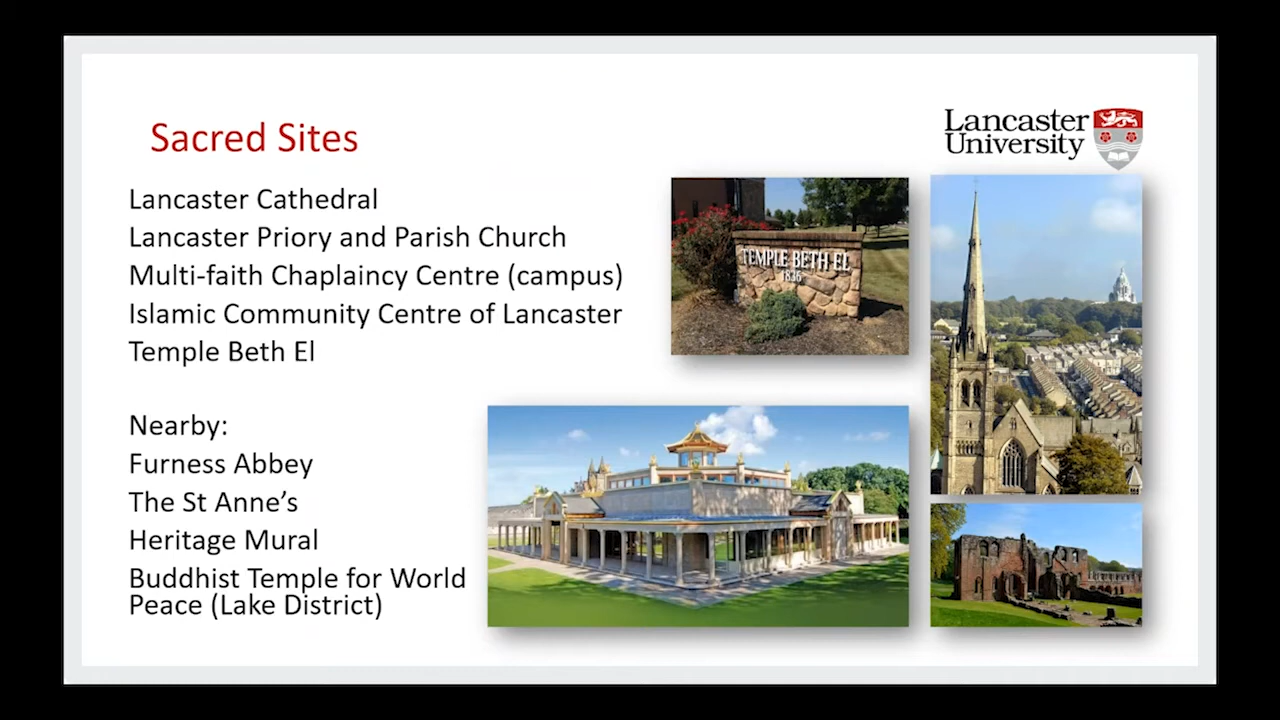 Sacred Sites
Lancaster
University
Lancaster Cathedral
Lancaster Priory and Parish Church
Multi-faith Chaplaincy Centre (campus)
Islamic Community Centre of Lancaster
Temple Beth El
TEMPLE BETH EL
1836
Nearby:
Furness Abbey
The St Anne’s
Heritage Mural
Buddhist Temple for World
Peace (Lake District)